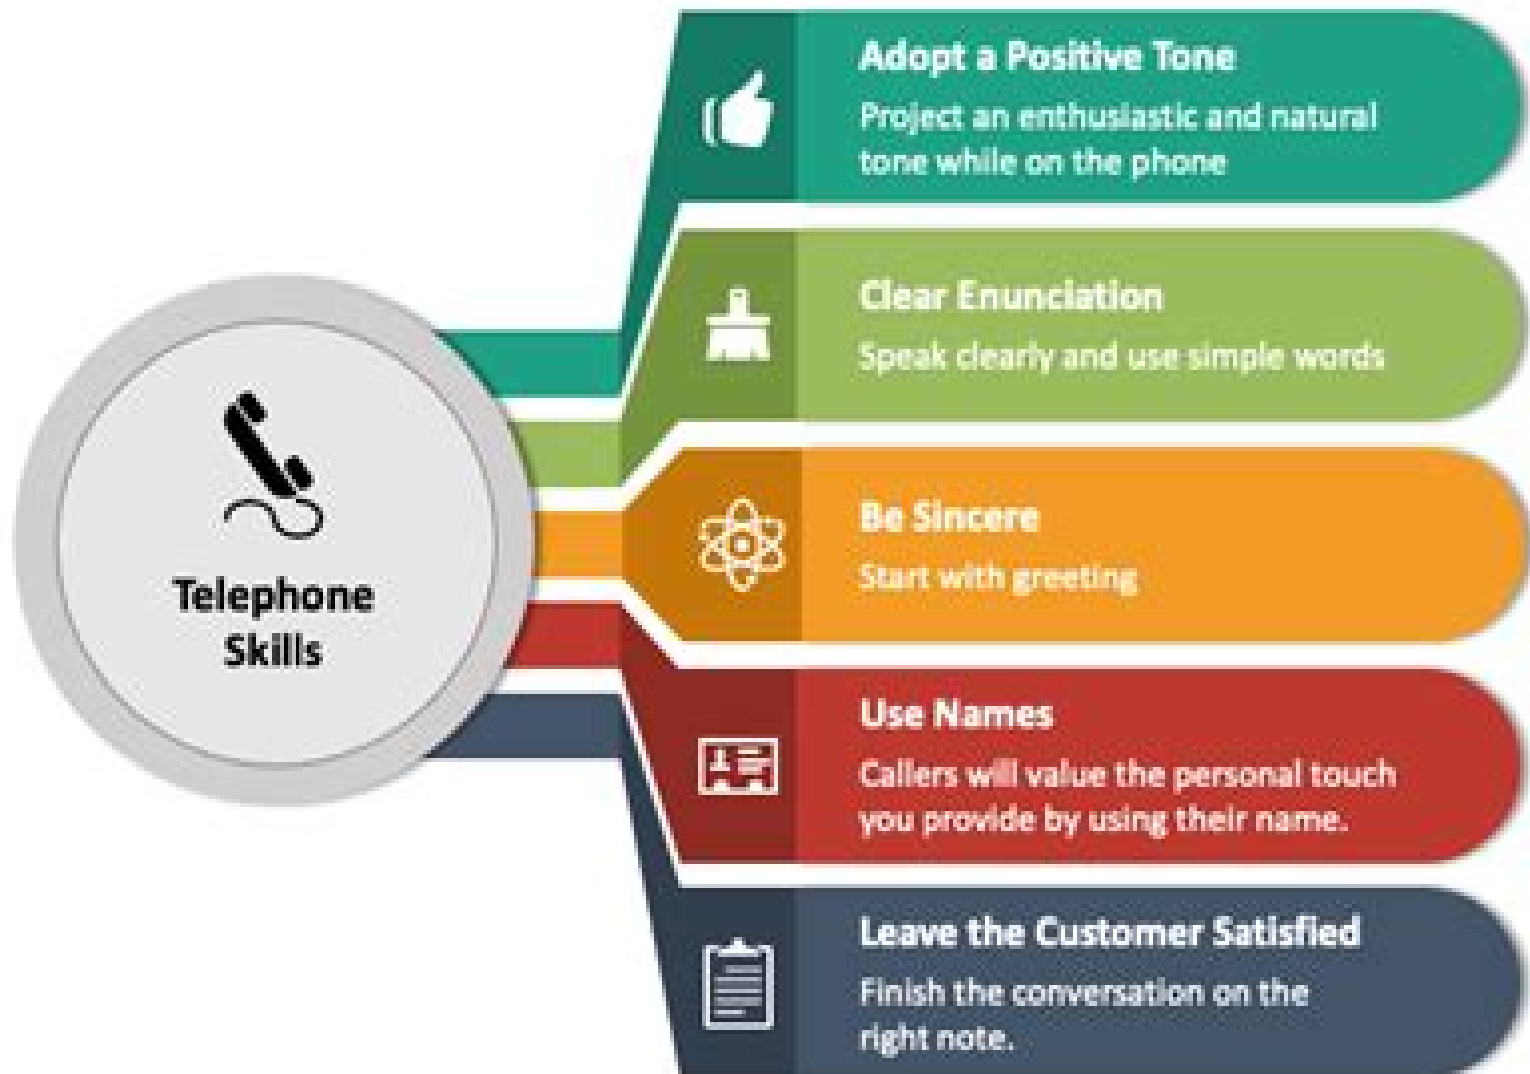 Telephone
Skills
Adopt a Positive Tone
Project an enthusiastic and natural
tone while on the phone
Clear Enunciation
Speak clearly and use simple words
Be Sincere
Start with greeting
Use Names
Callers will value the personal touch
you provide by using their name.
Leave the Customer Satisfied
Finish the conversation on the
right note.